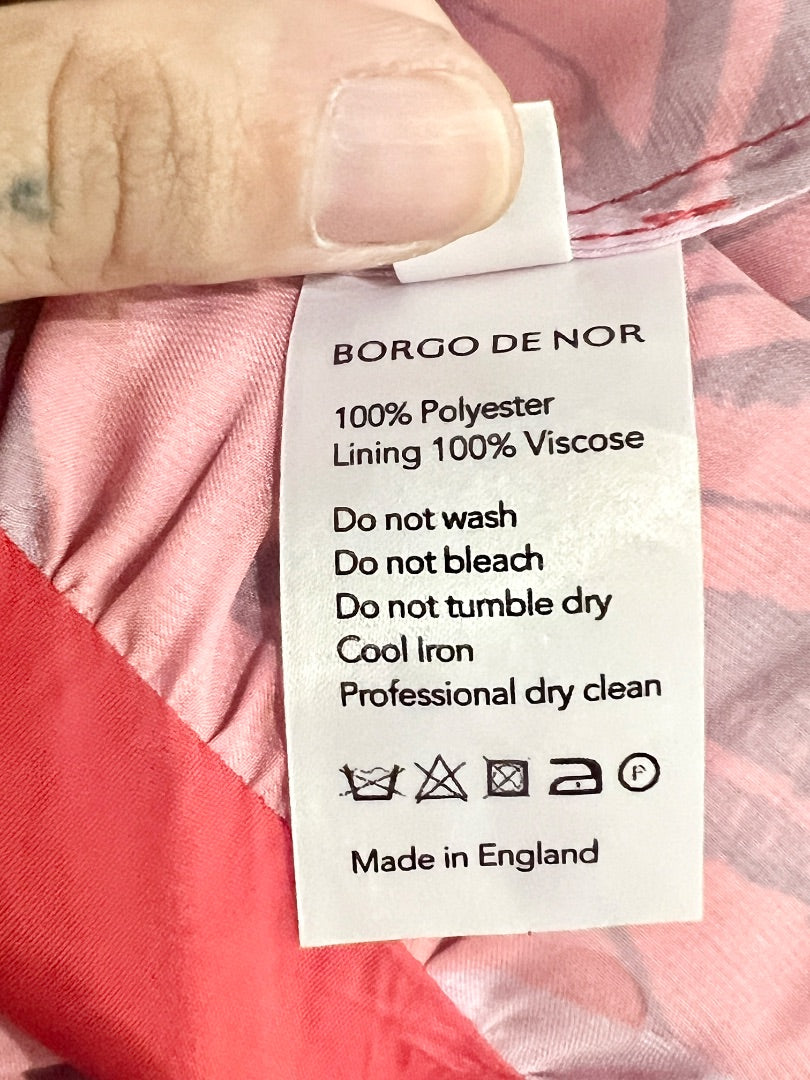 BORGO DE NOR
100% Polyester
Lining 100% Viscose
Do not wash
Do not bleach
Do not tumble dry
Cool Iron
Professional dry clean
F
Made in England